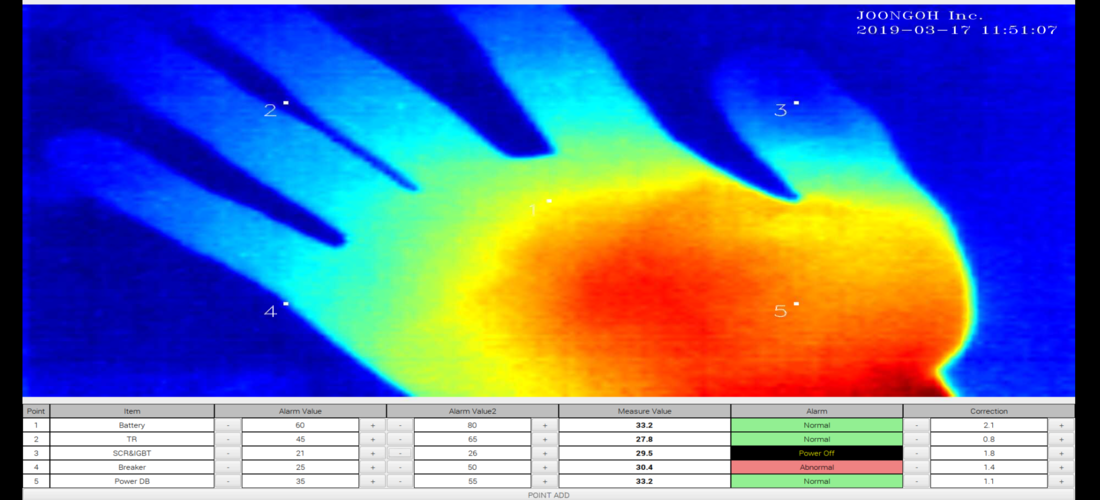 JOONGOH Inc.
2019-03-17 11:51:07
2
3
1
4
5
Point Item Alarm Value Alarm Value2 Measure Value Alarm Correction
1 Battery - 60 + - 80 + 33.2 Normal - 2.1 +
2 TR - 45 + - 65 + 27.8 Normal - 0.8 +
3 SCR&IGBT - 21 + - 26 + 29.5 Power Off - 1.8 +
4 Breaker - 25 + - 50 + 30.4 Abnormal - 1.4 +
5 Power DB - 35 + - 55 + 33.2 Normal - 1.1 +
POINT ADD